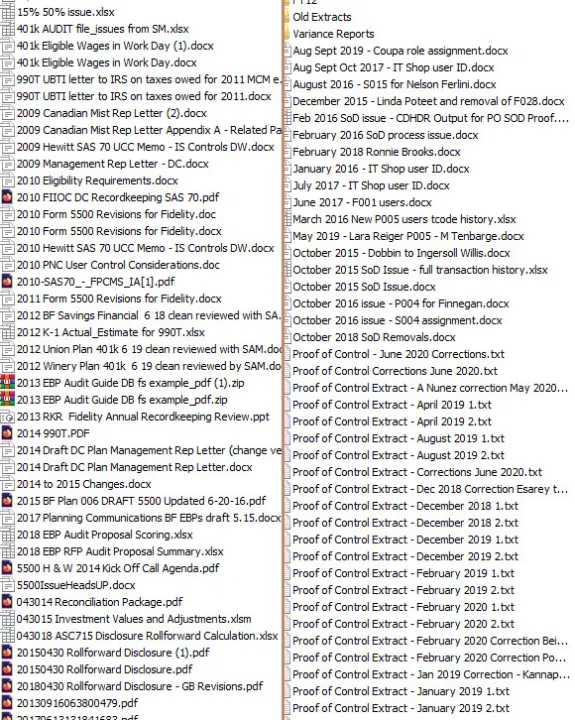 15% 50% issue.xlsx
401k AUDIT file_issues from SM.xlsx
401k Eligible Wages in Work Day (1).docx
401k Eligible Wages in Work Day.docx
990T UBTI letter to IRS on taxes owed for 2011 MCM e
990T UBTI letter to IRS on taxes owed for 2011.docx
2009 Canadian Mist Rep Letter (2).docx
2009 Canadian Mist Rep Letter Appendix A - Related Pa
2009 Hewitt SAS 70 UCC Memo - IS Controls DW.docx
2009 Management Rep Letter - DC.docx
2010 Eligibility Requirements.docx
2010 FIIOC DC Recordkeeping SAS 70.pdf
2010 Form 5500 Revisions for Fidelity.doc
2010 Form 5500 Revisions for Fidelity.docx
2010 Hewitt SAS 70 UCC Memo - IS Controls DW.docx
2010 PNC User Control Considerations.doc
2010-SAS70_-_FPCMS_IA[1].pdf
2011 Form 5500 Revisions for Fidelity.docx
2012 BF Savings Financial  6 18 clean reviewed with SA.
2012 K-1 Actual_Estimate for 990T.xlsx
2012 Union Plan 401k 6 19 clean reviewed with SAM.do
2012 Winery Plan 401k  6 19 clean reviewed by SAM.do
2013 EBP Audit Guide DB fs example_pdf (1).zip
2013 EBP Audit Guide DB fs example_pdf.zip
2013 RKR  Fidelity Annual Recordkeeping Review.ppt
2014 990T.PDF
2014 Draft DC Plan Management Rep Letter (change ve
2014 Draft DC Plan Management Rep Letter.docx
2014 to 2015 Changes.docx
2015 BF Plan 006 DRAFT 5500 Updated 6-20-16.pdf
2017 Planning Communications BF EBPs draft 5.15.docx
2018 EBP Audit Proposal Scoring.xlsx
2018 EBP RFP Audit Proposal Summary.xlsx
5500 H & W 2014 Kick Off Call Agenda.pdf
5500IssueHeadsUP.docx
043014 Reconciliation Package.pdf
043015 Investment Values and Adjustments.xlsm
043018 ASC715 Disclosure Rollforward Calculation.xlsx
20150430 Rollforward Disclosure (1).pdf
20150430 Rollforward Disclosure.pdf
20180430 Rollforward Disclosure - GB Revisions.pdf
20130916063800479.pdf
Old Extracts
Variance Reports
Aug Sept 2019 - Coupa role assignment.docx
Aug Sept Oct 2017 - IT Shop user ID.docx
August 2016 - S015 for Nelson Ferlini.docx
December 2015 - Linda Poteet and removal of F028.docx
Feb 2016 SoD issue - CDHDR Output for PO SOD Proof....
February 2016 SoD process issue.docx
February 2018 Ronnie Brooks.docx
January 2016 - IT Shop user ID.docx
July 2017 - IT Shop user ID.docx
June 2017 - F001 users.docx
March 2016 New P005 users tcode history.xlsx
May 2019 - Lara Reiger P005 - M Tenbarge.docx
October 2015 - Dobbin to Ingersoll Willis.docx
October 2015 SoD Issue - full transaction history.xlsx
October 2015 SoD Issue.docx
October 2016 issue - P004 for Finnegan.docx
October 2016 issue - S004 assignment.docx
October 2018 SoD Removals.docx
Proof of Control - June 2020 Corrections.txt
Proof of Control Corrections June 2020.txt
Proof of Control Extract - A Nunez correction May 2020...
Proof of Control Extract - April 2019 1.txt
Proof of Control Extract - April 2019 2.txt
Proof of Control Extract - August 2019 1.txt
Proof of Control Extract - August 2019 2.txt
Proof of Control Extract - Corrections June 2020.txt
Proof of Control Extract - Dec 2018 Correction Esarey t...
Proof of Control Extract - December 2018 1.txt
Proof of Control Extract - December 2018 2.txt
Proof of Control Extract - December 2019 1.txt
Proof of Control Extract - December 2019 2.txt
Proof of Control Extract - February 2019 1.txt
Proof of Control Extract - February 2019 2.txt
Proof of Control Extract - February 2020 1.txt
Proof of Control Extract - February 2020 2.txt
Proof of Control Extract - February 2020 Correction Bei...
Proof of Control Extract - February 2020 Correction Po...
Proof of Control Extract - Jan 2019 Correction - Kannap...
Proof of Control Extract - January 2019 1.txt
Proof of Control Extract - January 2019 2.txt